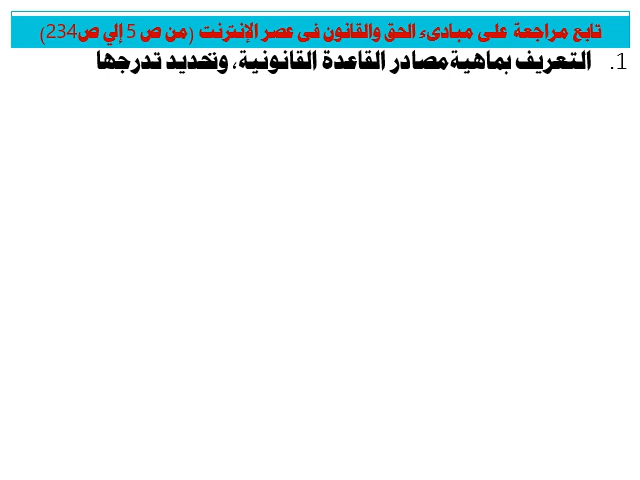 تابع مراجعة على مبادىء الحق والقانون فى عصر الإنترنت (من ص 5 إلي ص234)
1. التعريف بماهية مصادر القاعدة القانونية، وتحديد تدرجها